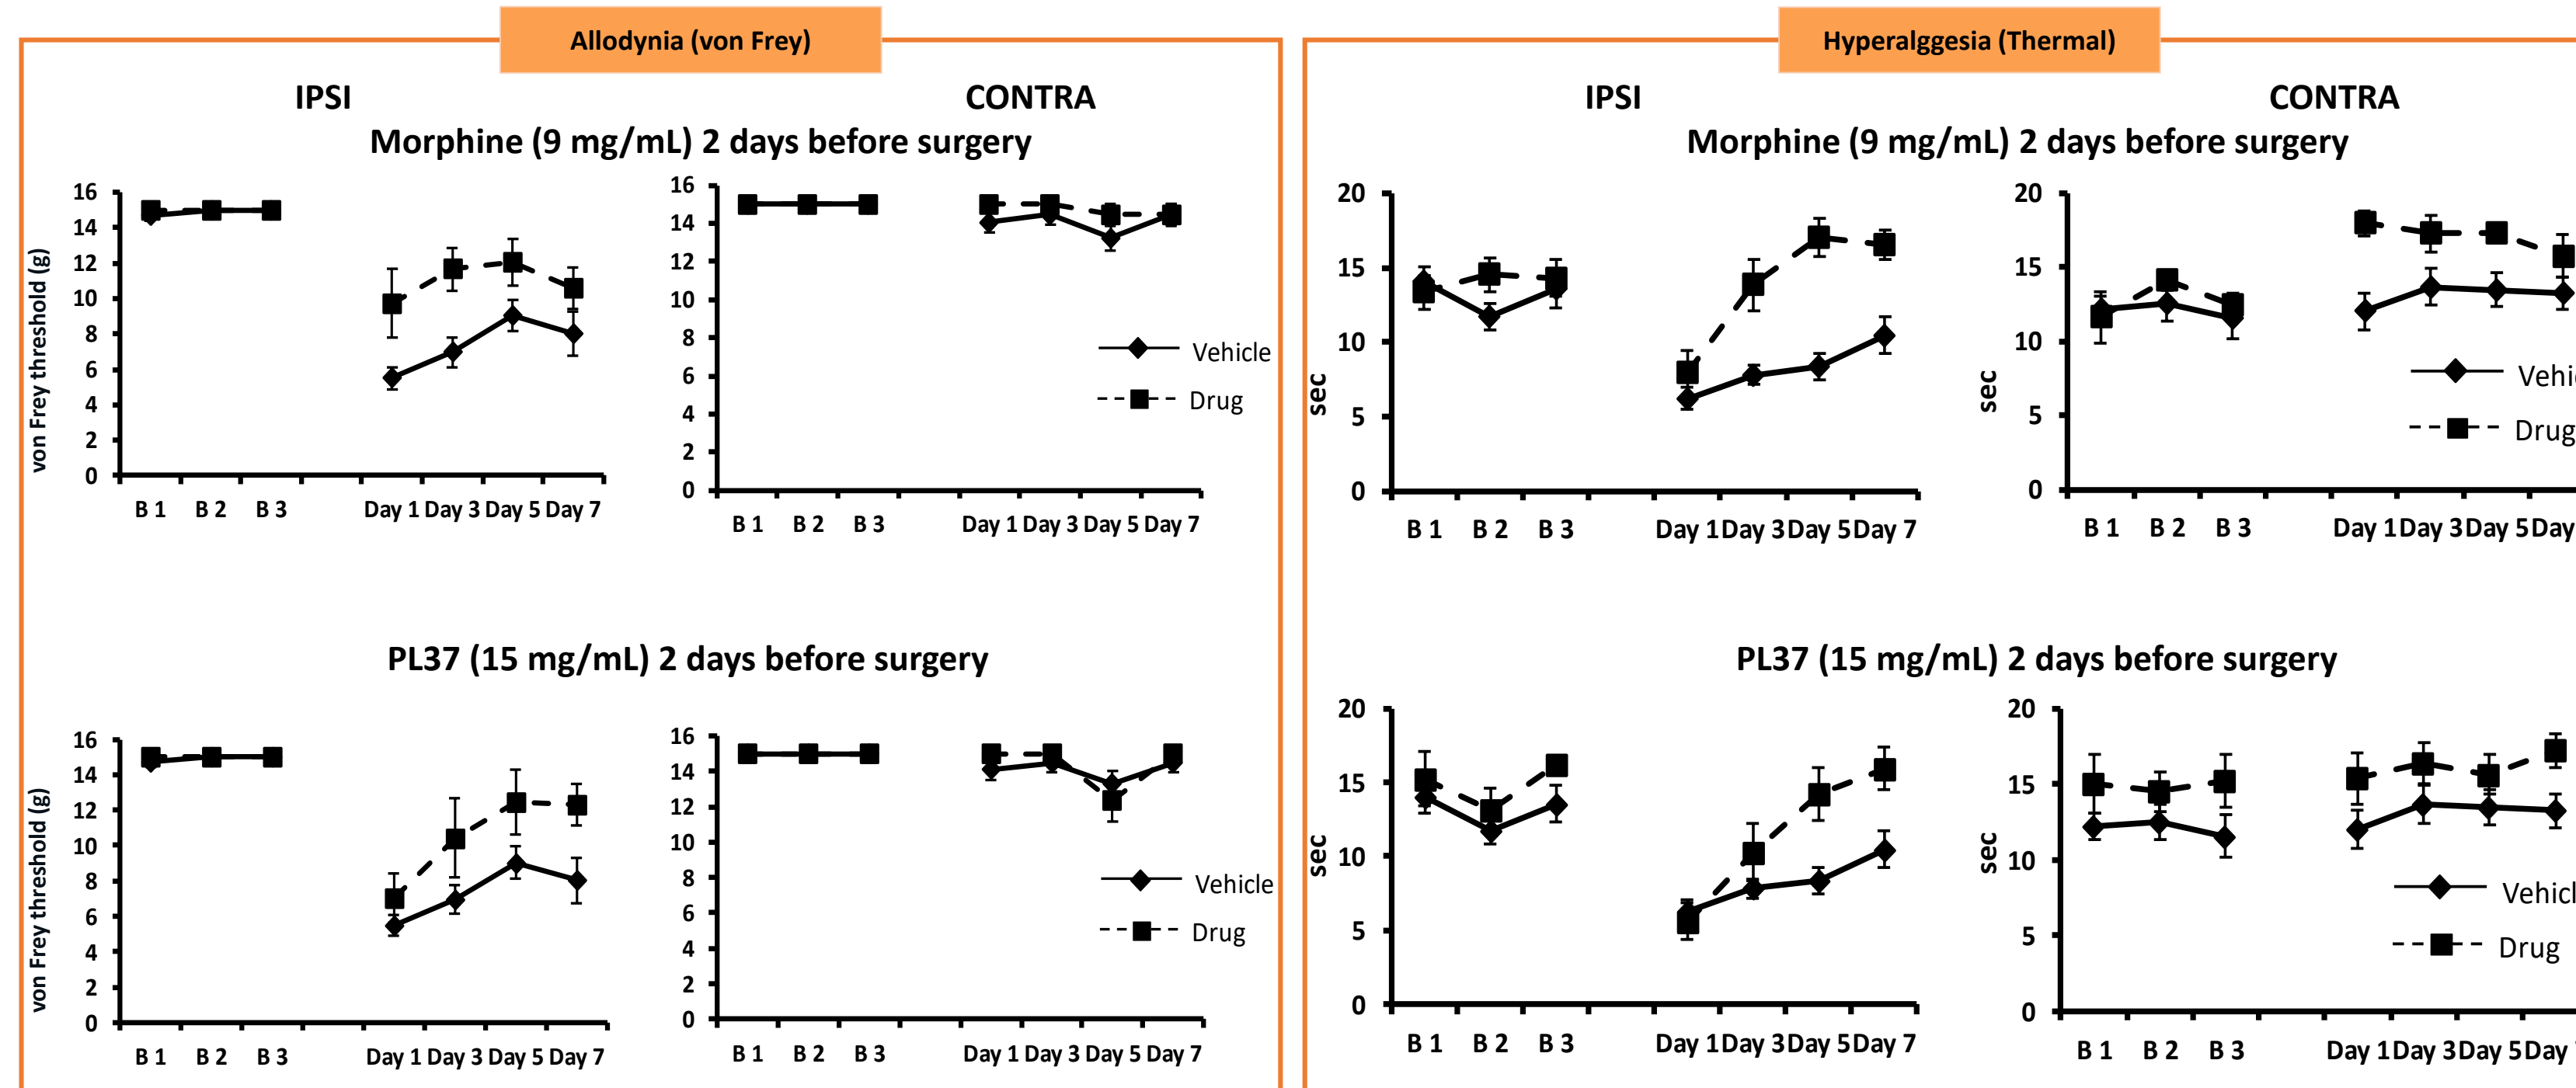 Allodynia (von Frey)
IPSI CONTRA
Morphine (9 mg/mL) 2 days before surgery
von Frey threshold (g)
16
14
12
10
8
6
4
2
0
B 1 B 2 B 3 Day 1 Day 3 Day 5 Day 7
16
14
12
10
8
6
4
2
0
B 1 B 2 B 3 Day 1 Day 3 Day 5 Day 7
Vehicle
Drug
PL37 (15 mg/mL) 2 days before surgery
von Frey threshold (g)
16
14
12
10
8
6
4
2
0
B 1 B 2 B 3 Day 1 Day 3 Day 5 Day 7
16
14
12
10
8
6
4
2
0
B 1 B 2 B 3 Day 1 Day 3 Day 5 Day 7
Vehicle
Drug
Hyperalggesia (Thermal)
IPSI CONTRA
Morphine (9 mg/mL) 2 days before surgery
sec
20
15
10
5
0
B 1 B 2 B 3 Day 1 Day 3 Day 5 Day 7
sec
20
15
10
5
0
B 1 B 2 B 3 Day 1 Day 3 Day 5 Day
Vehi
Drug
PL37 (15 mg/mL) 2 days before surgery
sec
20
15
10
5
0
B 1 B 2 B 3 Day 1 Day 3 Day 5 Day 7
sec
20
15
10
5
0
B 1 B 2 B 3 Day 1 Day 3 Day 5 Day
Vehicl
Drug